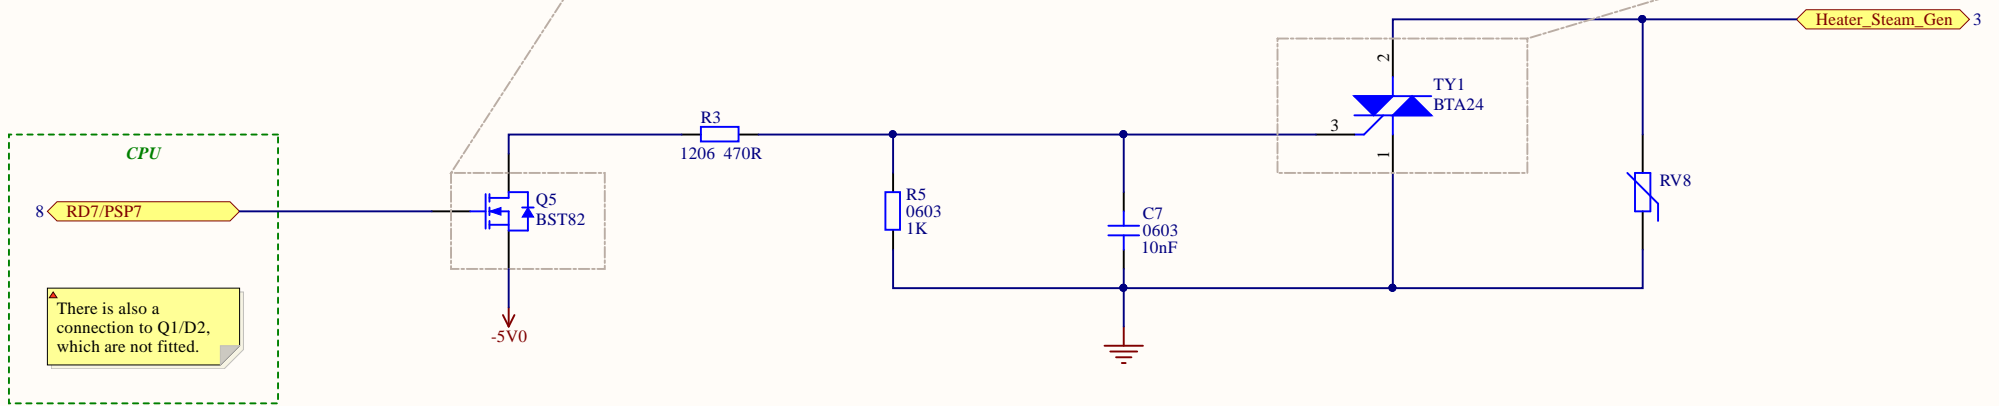 Heater_Steam_Gen 3
2
TY1
BTA24
R3
3
1206 470R
CPU
1
RV8
R5
Q5
8 RD7/PSP7
0603
C7
BST82
1K
0603
10nF
There is also a
connection to Q1/D2,
which are not fitted.
-5V0